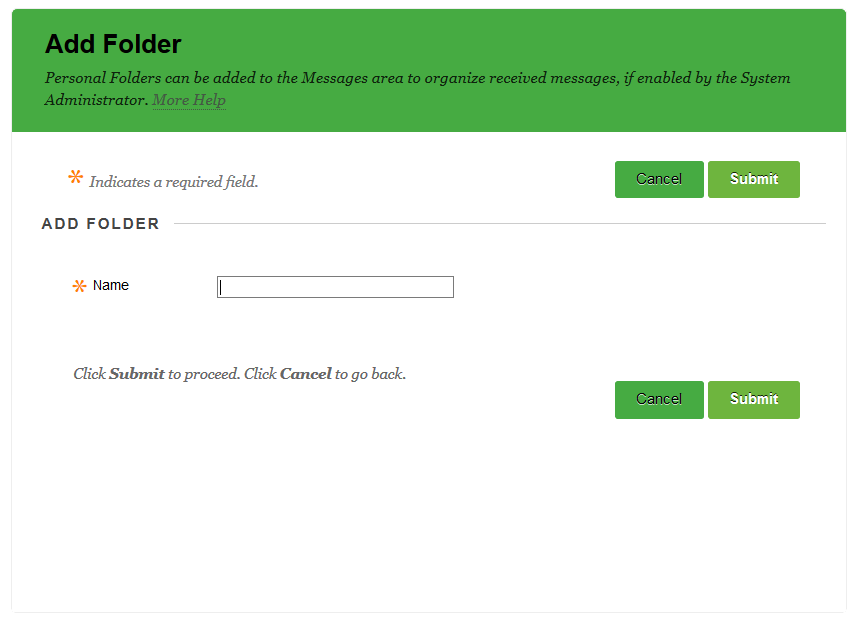 Add Folder
Personal Folders can be added to the Messages area to organize received messages, if enabled by the System
Administrator. More Help
* Indicates a required field.
Cancel Submit
ADD FOLDER
* Name
Click Submit to proceed. Click Cancel to go back.
Cancel Submit